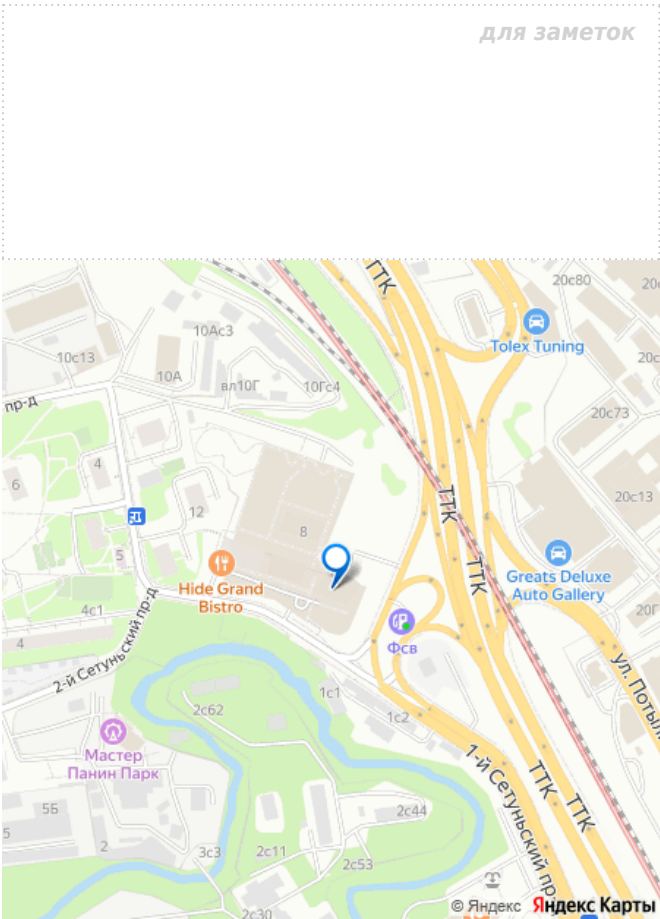 для заметок
ТТК
20с80
20с
Tolex Tuning
10Ас3
10с13
10А
вл10Г
10Гс4
20с
20с73
пр-д
4
6
12
8
ТТК
20с13
5
Hide Grand
Bistro
ТТК
Greats Deluxe
Auto Gallery
20Г
4с1
Фсв
4
2-й Сетуньский пр-д
ул. Потыл
1с1
1с2
2с62
Мастер
Панин Парк
1-й Сетуньский пр
ТТК
ТТК
5Б
5
2
2с44
3с3
2с11
2с53
2с30
© Яндекс Яндекс Карты